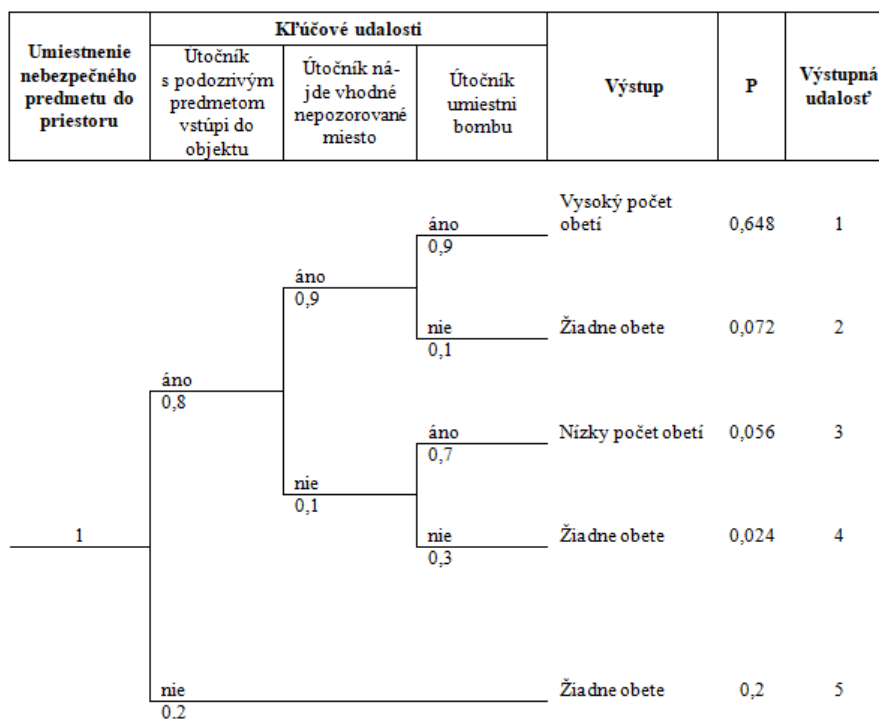 Umiestnenie
nebezpečného
predmetu do
priestoru
Kľúčové udalosti
Útočník
s podozrivým
predmetom
vstúpi do
objektu
Útočník ná-
jde vhodné
nepozorované
miesto
Útočník
umiestni
bombu
Výstup
P
Výstupná
udalosť
Vysoký počet
obetí
áno
0,9
0,648
1
áno
0,9
nie
0,1
Žiadne obete
0,072
2
áno
0,8
áno
0,7
Nízky počet obetí
0,056
3
nie
0,1
1
nie
0,3
Žiadne obete
0,024
4
nie
0.2
Žiadne obete
0,2
5